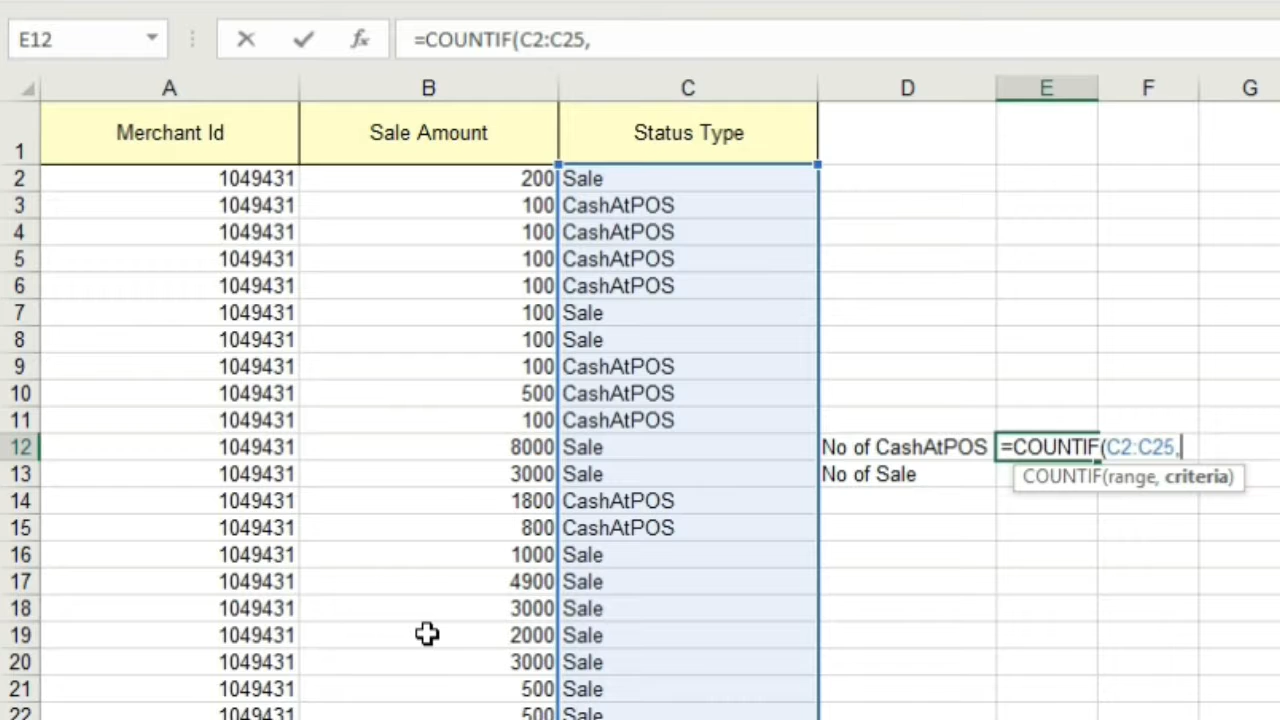 E12 fx =COUNTIF(C2:C25,
A B C D E F G
1 Merchant Id Sale Amount Status Type
2 1049431 200 Sale
3 1049431 100 CashAtPOS
4 1049431 100 CashAtPOS
5 1049431 100 CashAtPOS
6 1049431 100 CashAtPOS
7 1049431 100 Sale
8 1049431 100 Sale
9 1049431 100 CashAtPOS
10 1049431 500 CashAtPOS
11 1049431 100 CashAtPOS
12 1049431 8000 Sale No of CashAtPOS =COUNTIF(C2:C25,
13 1049431 3000 Sale No of Sale COUNTIF(range, criteria)
14 1049431 1800 CashAtPOS
15 1049431 800 CashAtPOS
16 1049431 1000 Sale
17 1049431 4900 Sale
18 1049431 3000 Sale
19 1049431 2000 Sale
20 1049431 3000 Sale
21 1049431 500 Sale
22 1049431 500 Sale